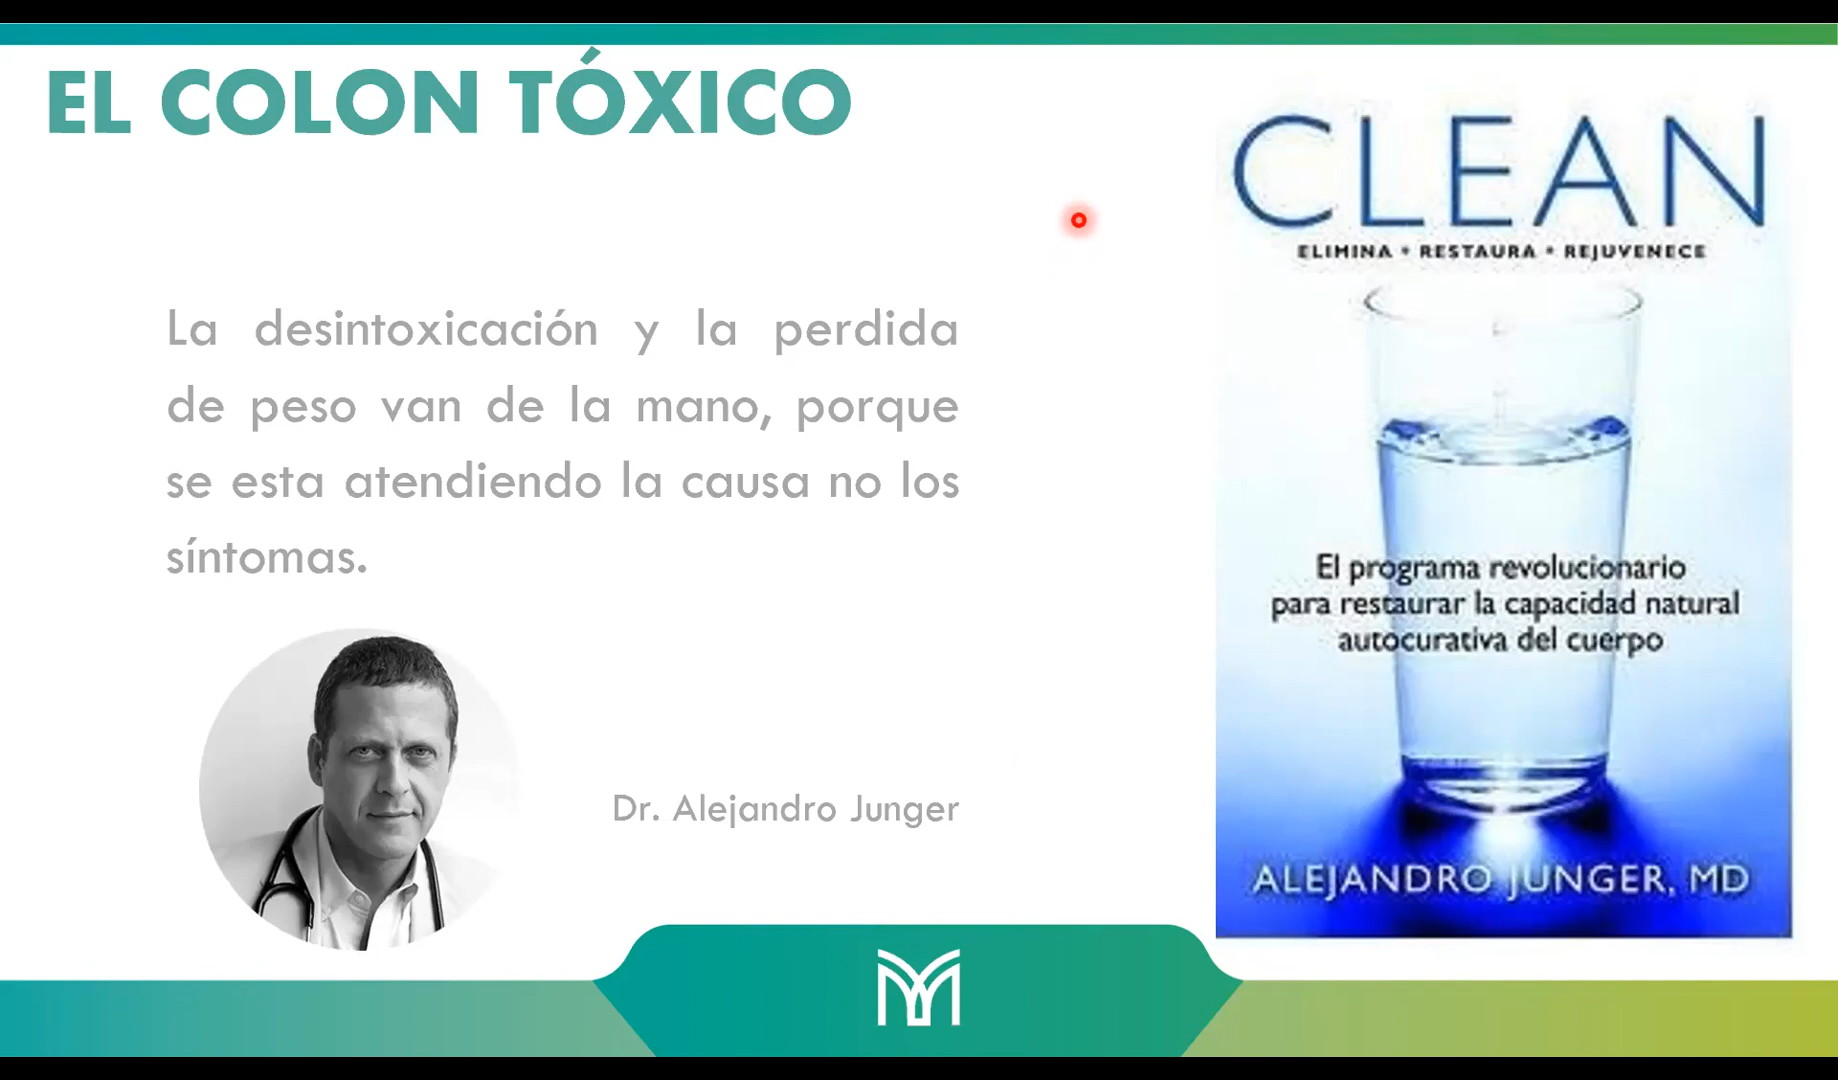 EL COLON TÓXICO
La desintoxicación y la perdida
de peso van de la mano, porque
se esta atendiendo la causa no los
síntomas.
Dr. Alejandro Junger
CLEAN
ELIMINA • RESTAURA • REJUVENECE
El programa revolucionario
para restaurar la capacidad natural
autocurativa del cuerpo
ALEJANDRO JUNGER, MD